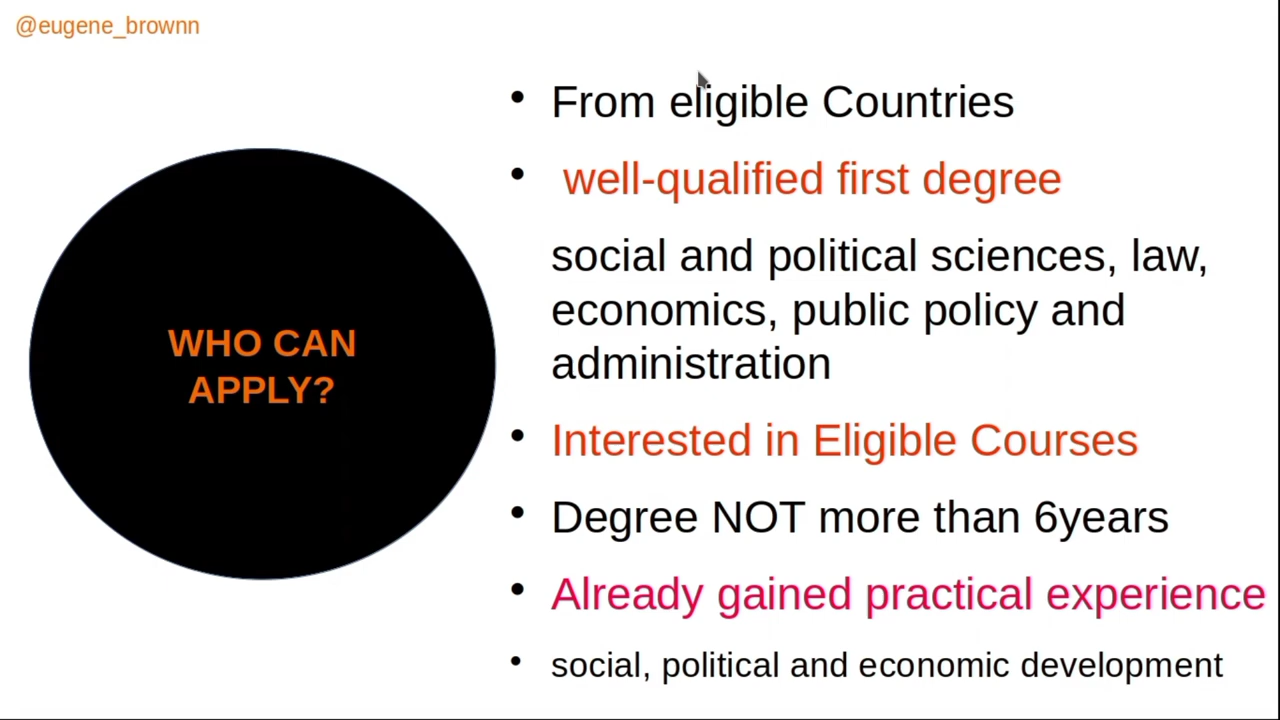 @eugene_brownn
WHO CAN
APPLY?
• From eligible Countries
• well-qualified first degree
social and political sciences, law,
economics, public policy and
administration
• Interested in Eligible Courses
• Degree NOT more than 6years
• Already gained practical experience
• social, political and economic development